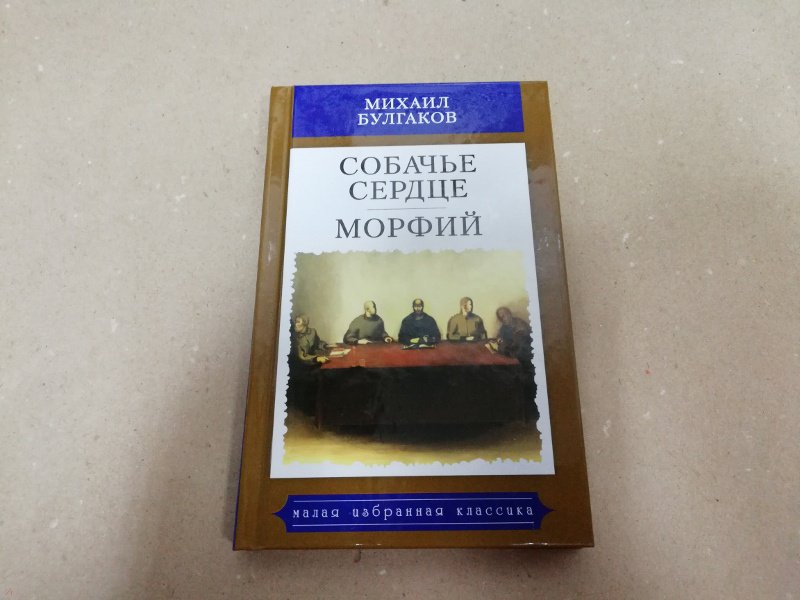 МИХАИЛ
БУЛГАКОВ
СОБАЧЬЕ
СЕРДЦЕ
МОРФИЙ
малая избранная классика